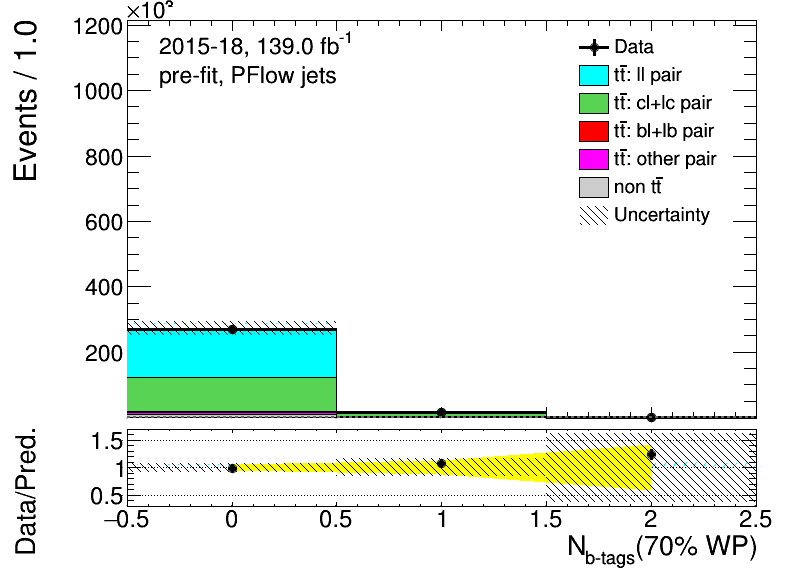 ×10³
1200
1000
800
600
400
200
Events / 1.0
2015-18, 139.0 fb⁻¹
pre-fit, PFlow jets
Data
tt̄: ll pair
tt̄: cl+lc pair
tt̄: bl+lb pair
tt̄: other pair
non tt̄
Uncertainty
Data/Pred.
1.5
1
0.5
−0.5 0 0.5 1 1.5 2 2.5
N_b-tags(70% WP)